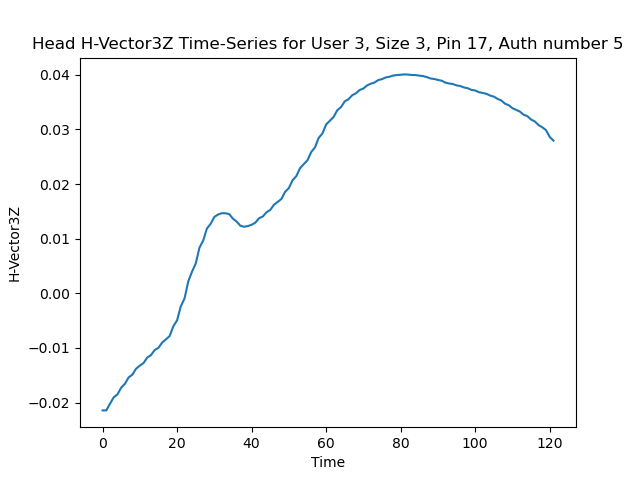 Head H-Vector3Z Time-Series for User 3, Size 3, Pin 17, Auth number 5
0.04
0.03
0.02
0.01
0.00
−0.01
−0.02
H-Vector3Z
0 20 40 60 80 100 120
Time